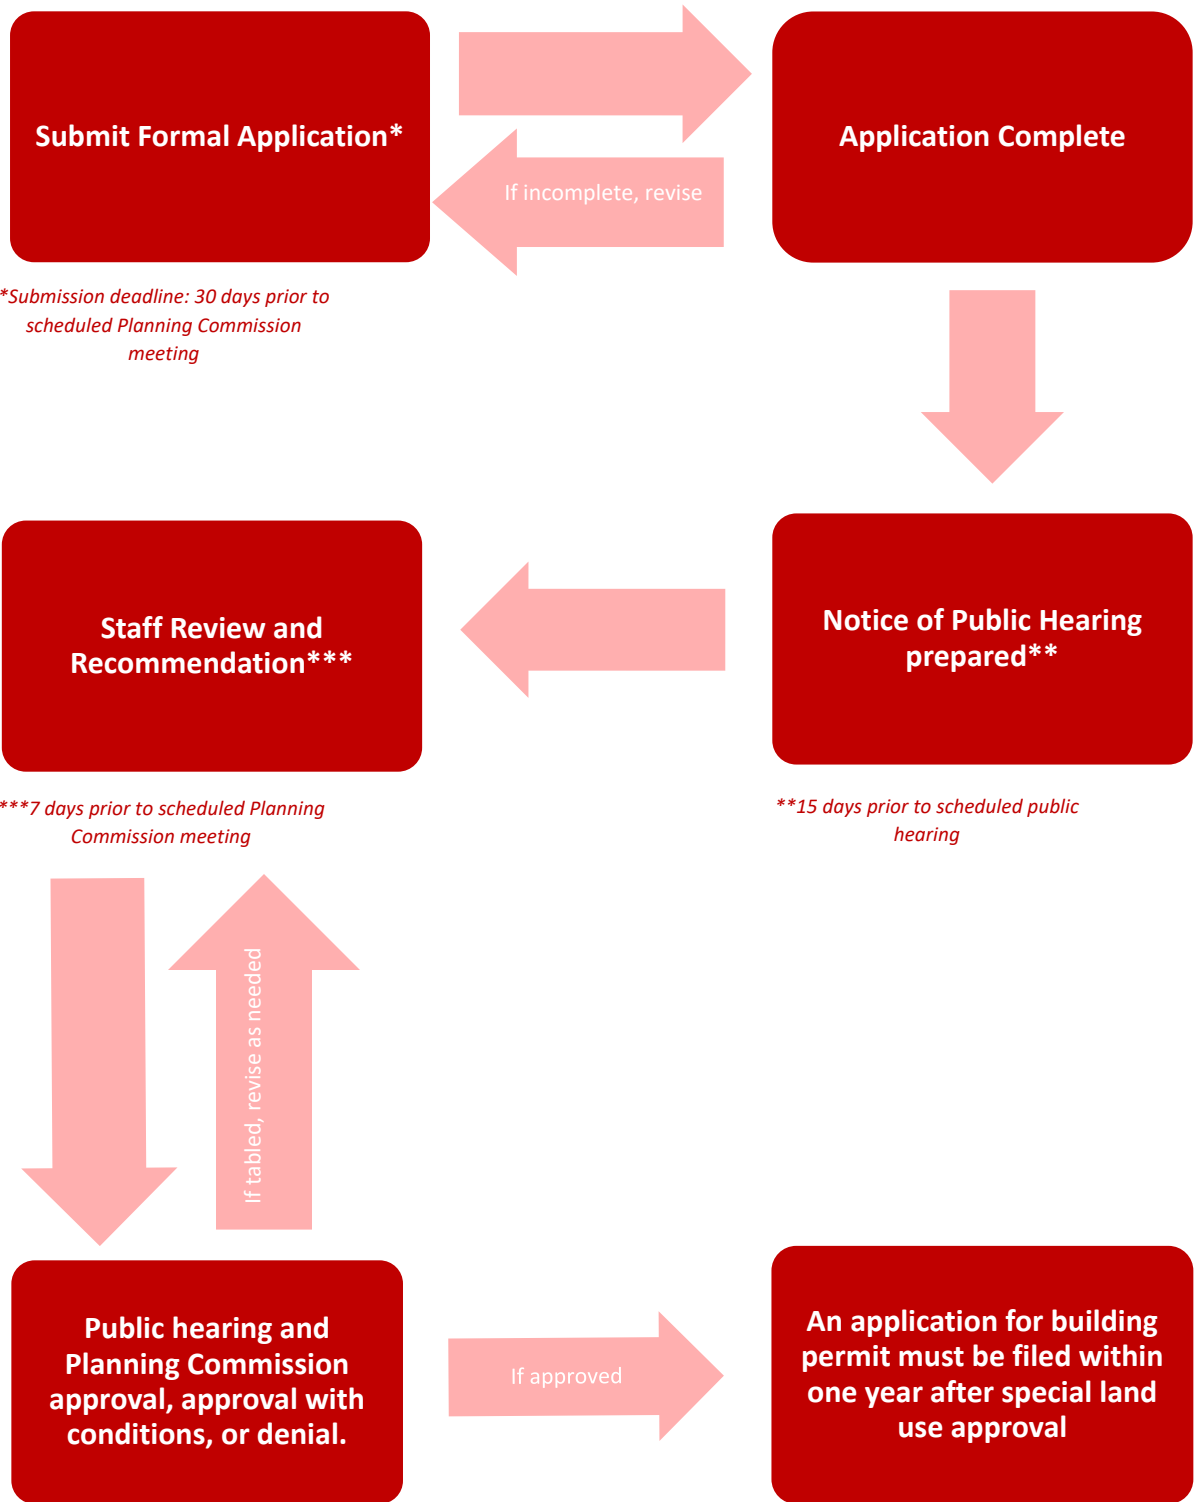 Submit Formal Application*
Application Complete
If incomplete, revise
*Submission deadline: 30 days prior to
scheduled Planning Commission
meeting
Staff Review and
Recommendation***
Notice of Public Hearing
prepared**
***7 days prior to scheduled Planning
Commission meeting
**15 days prior to scheduled public
hearing
If tabled, revise as needed
Public hearing and
Planning Commission
approval, approval with
conditions, or denial.
If approved
An application for building
permit must be filed within
one year after special land
use approval